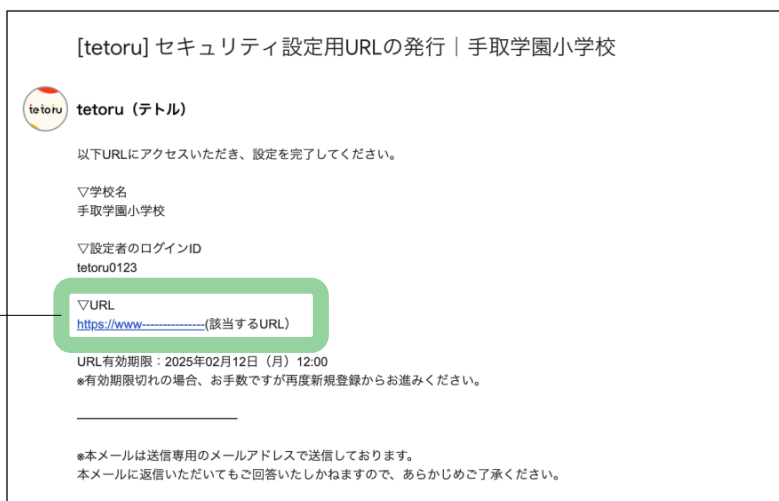 [tetoru] セキュリティ設定用URLの発行｜手取学園小学校
tetoru
tetoru（テトル）
以下URLにアクセスいただき、設定を完了してください。
▽学校名
手取学園小学校
▽設定者のログインID
tetoru0123
▽URL
https://www---------------(該当するURL）
URL有効期限：2025年02月12日（月）12:00
※有効期限切れの場合、お手数ですが再度新規登録からお進みください。
※本メールは送信専用のメールアドレスで送信しております。
本メールに返信いただいてもご回答いたしかねますので、あらかじめご了承ください。